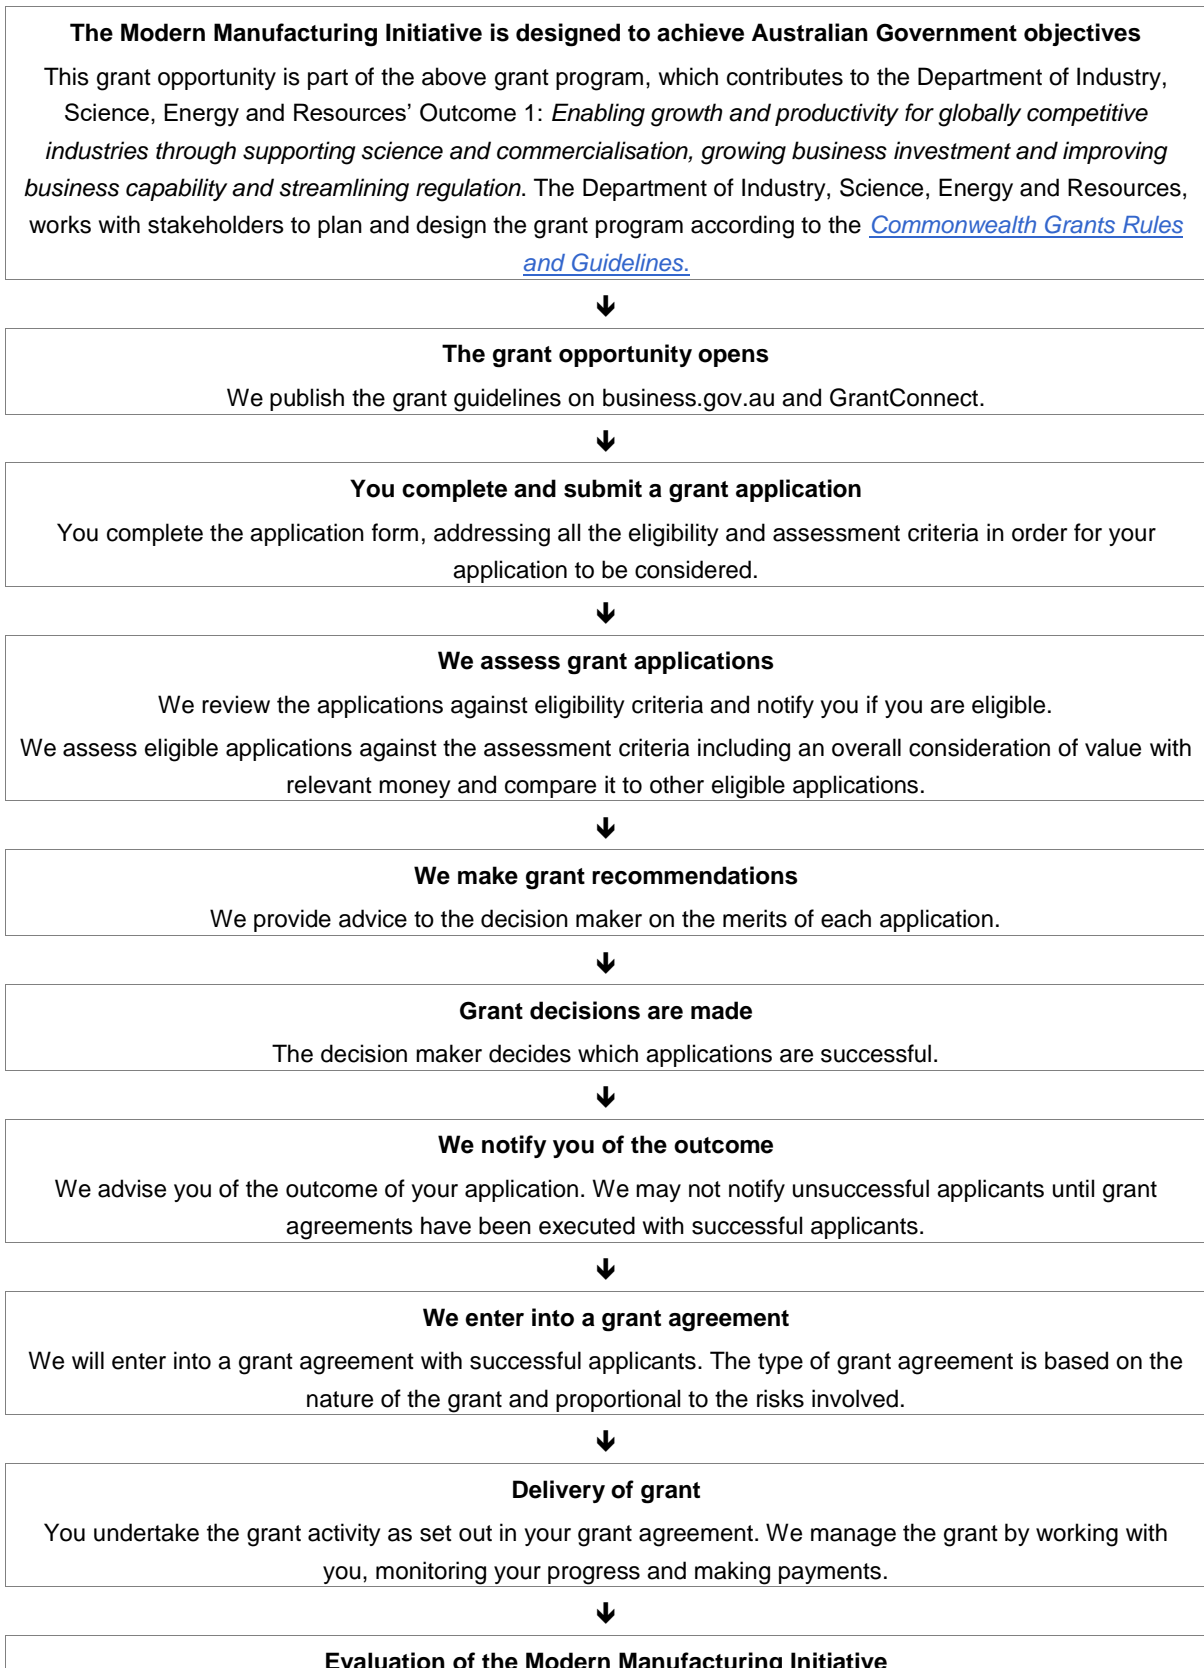 The Modern Manufacturing Initiative is designed to achieve Australian Government objectives
This grant opportunity is part of the above grant program, which contributes to the Department of Industry,
Science, Energy and Resources’ Outcome 1: Enabling growth and productivity for globally competitive
industries through supporting science and commercialisation, growing business investment and improving
business capability and streamlining regulation. The Department of Industry, Science, Energy and Resources,
works with stakeholders to plan and design the grant program according to the Commonwealth Grants Rules
and Guidelines.
The grant opportunity opens
We publish the grant guidelines on business.gov.au and GrantConnect.
You complete and submit a grant application
You complete the application form, addressing all the eligibility and assessment criteria in order for your
application to be considered.
We assess grant applications
We review the applications against eligibility criteria and notify you if you are eligible.
We assess eligible applications against the assessment criteria including an overall consideration of value with
relevant money and compare it to other eligible applications.
We make grant recommendations
We provide advice to the decision maker on the merits of each application.
Grant decisions are made
The decision maker decides which applications are successful.
We notify you of the outcome
We advise you of the outcome of your application. We may not notify unsuccessful applicants until grant
agreements have been executed with successful applicants.
We enter into a grant agreement
We will enter into a grant agreement with successful applicants. The type of grant agreement is based on the
nature of the grant and proportional to the risks involved.
Delivery of grant
You undertake the grant activity as set out in your grant agreement. We manage the grant by working with
you, monitoring your progress and making payments.
Evaluation of the Modern Manufacturing Initiative